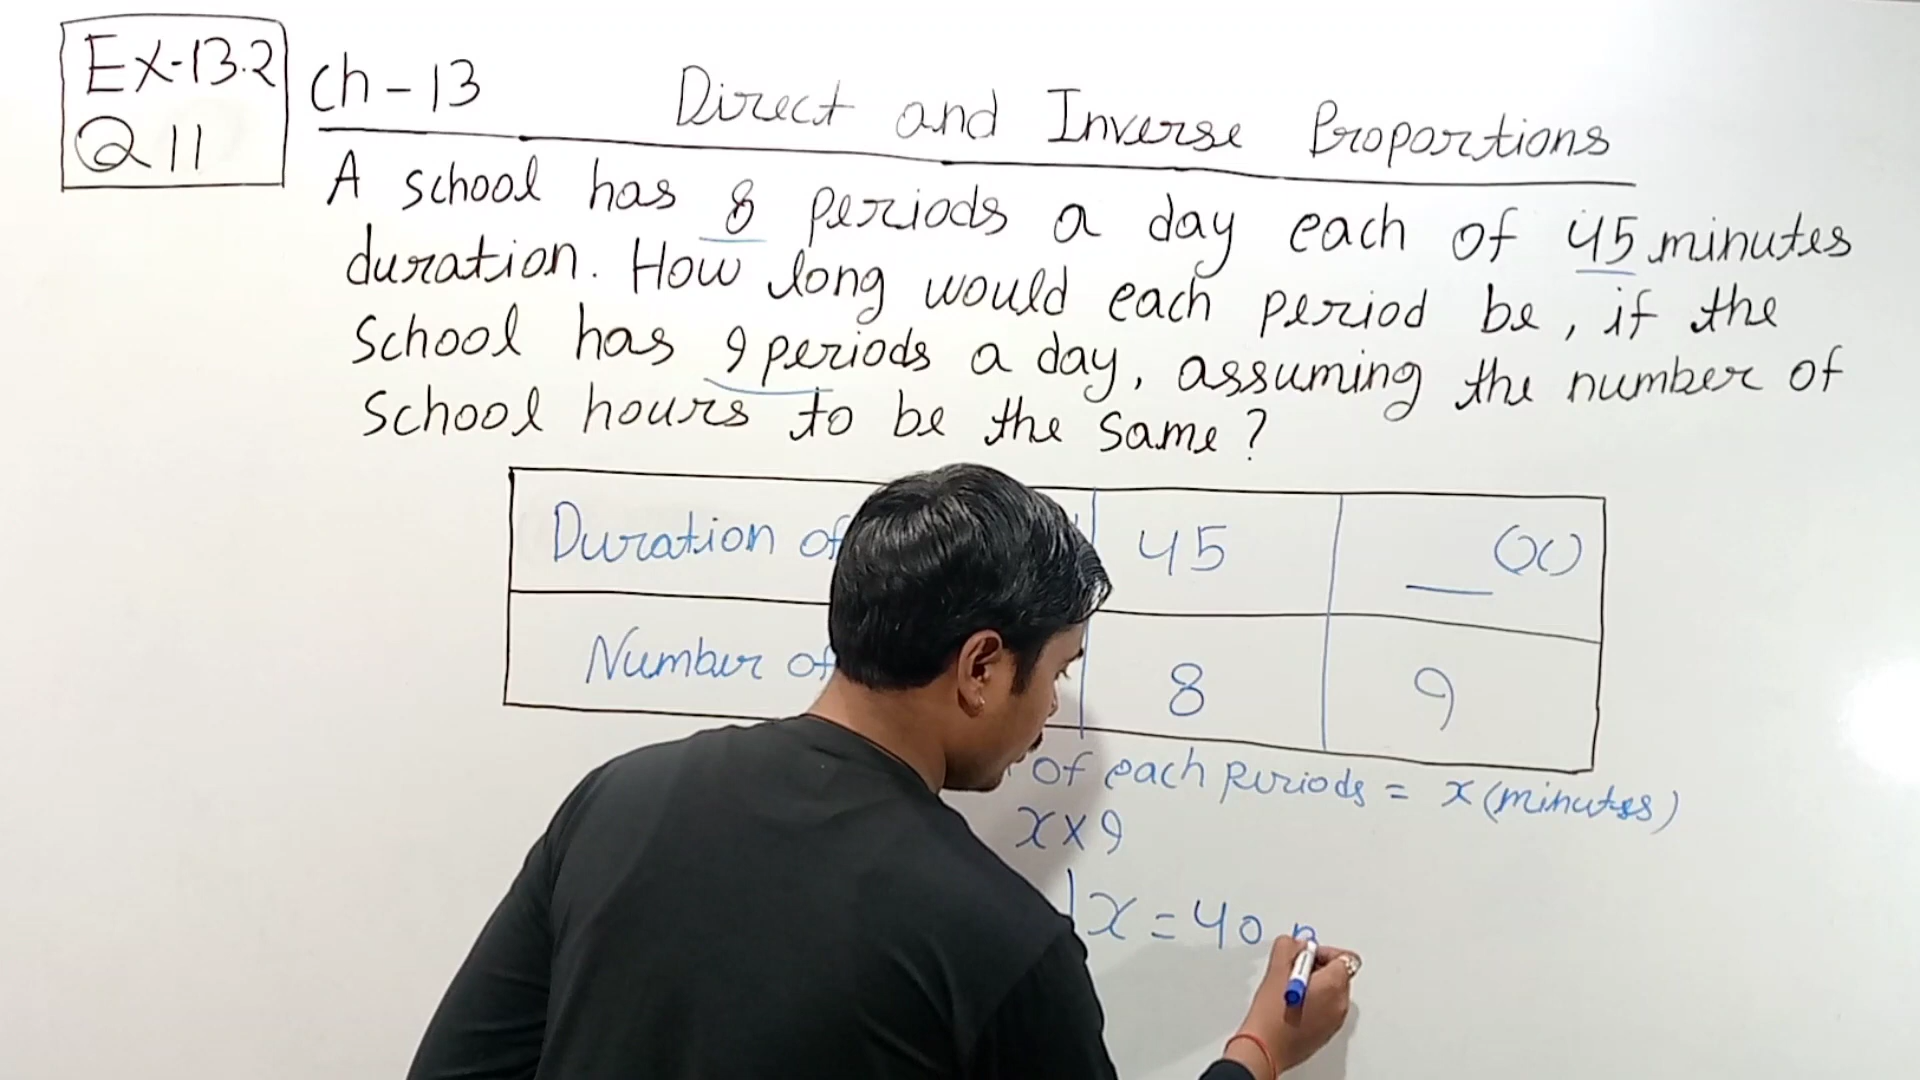 Ex-13.2
Q 11
Ch-13 Direct and Inverse Proportions
A school has 8 periods a day each of 45 minutes
duration. How long would each period be, if the
School has 9 periods a day, assuming the number of
School hours to be the same?
Duration of 45 __ (x)
Number of 8 9
of each periods = x (minutes)
x × 9
x = 40